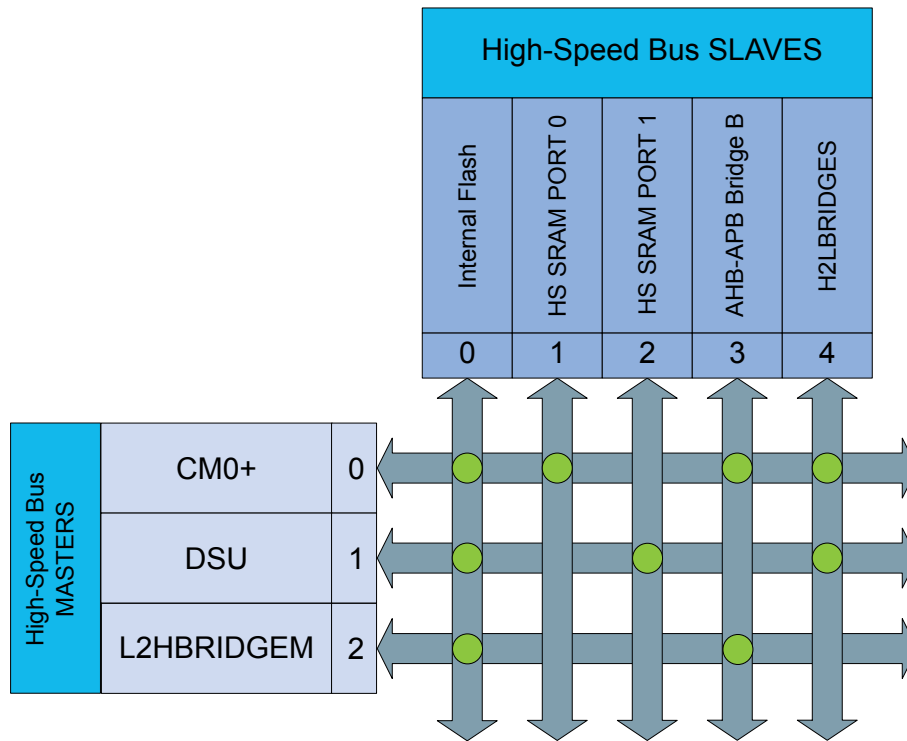 High-Speed Bus SLAVES
Internal Flash
HS SRAM PORT 0
HS SRAM PORT 1
AHB-APB Bridge B
H2LBRIDGES
0
1
2
3
4
High-Speed Bus
MASTERS
CM0+
0
DSU
1
L2HBRIDGEM
2